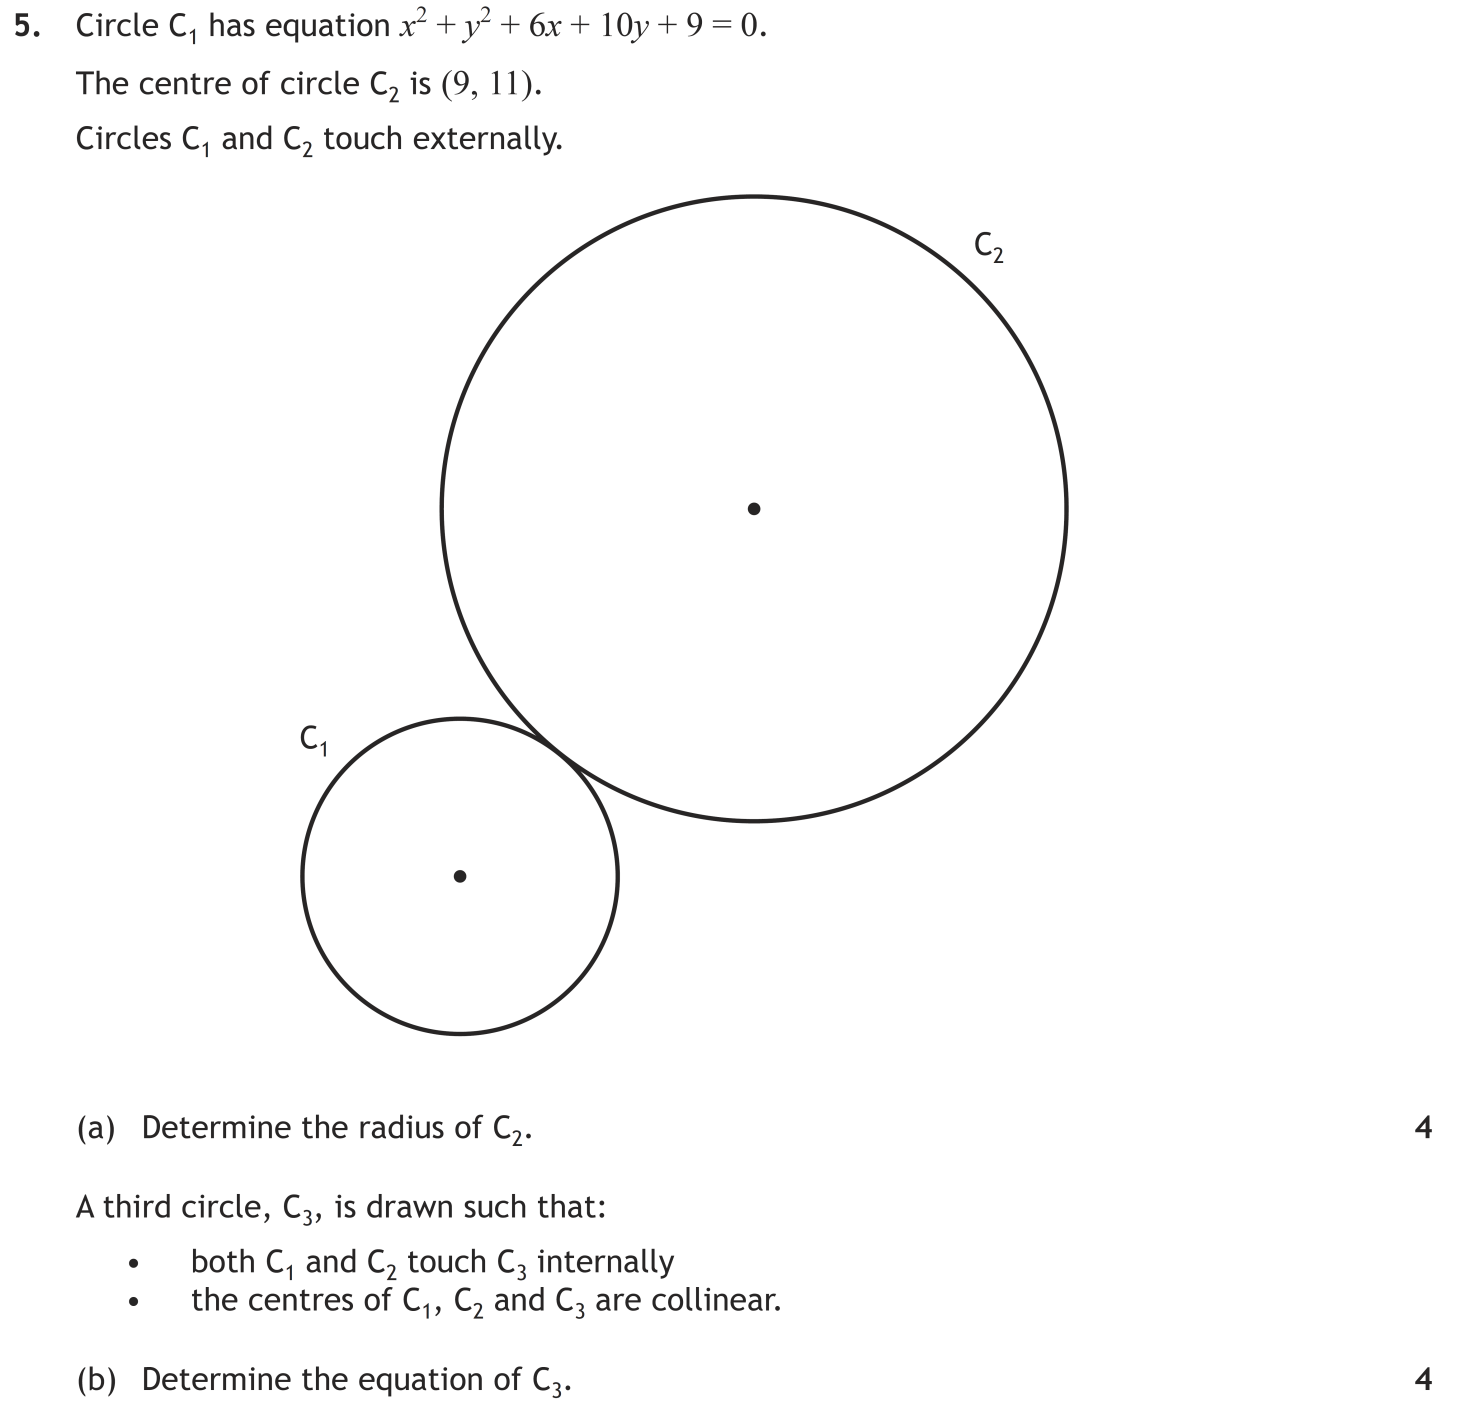 5. Circle C₁ has equation x² + y² + 6x + 10y + 9 = 0.
The centre of circle C₂ is (9, 11).
Circles C₁ and C₂ touch externally.
C₂
C₁
(a) Determine the radius of C₂. 4
A third circle, C₃, is drawn such that:
• both C₁ and C₂ touch C₃ internally
• the centres of C₁, C₂ and C₃ are collinear.
(b) Determine the equation of C₃. 4